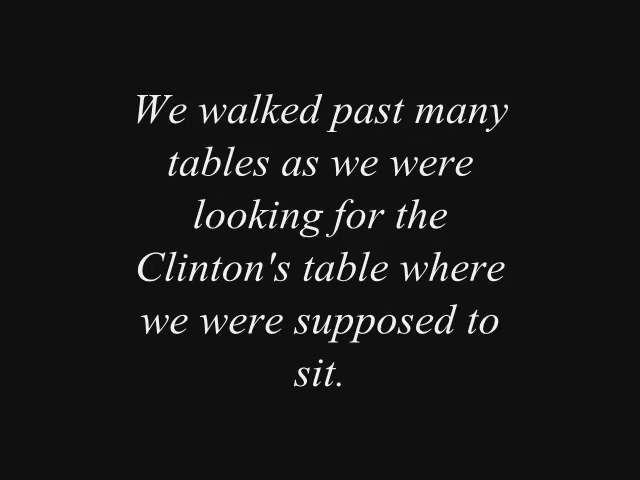 We walked past many
tables as we were
looking for the
Clinton's table where
we were supposed to
sit.